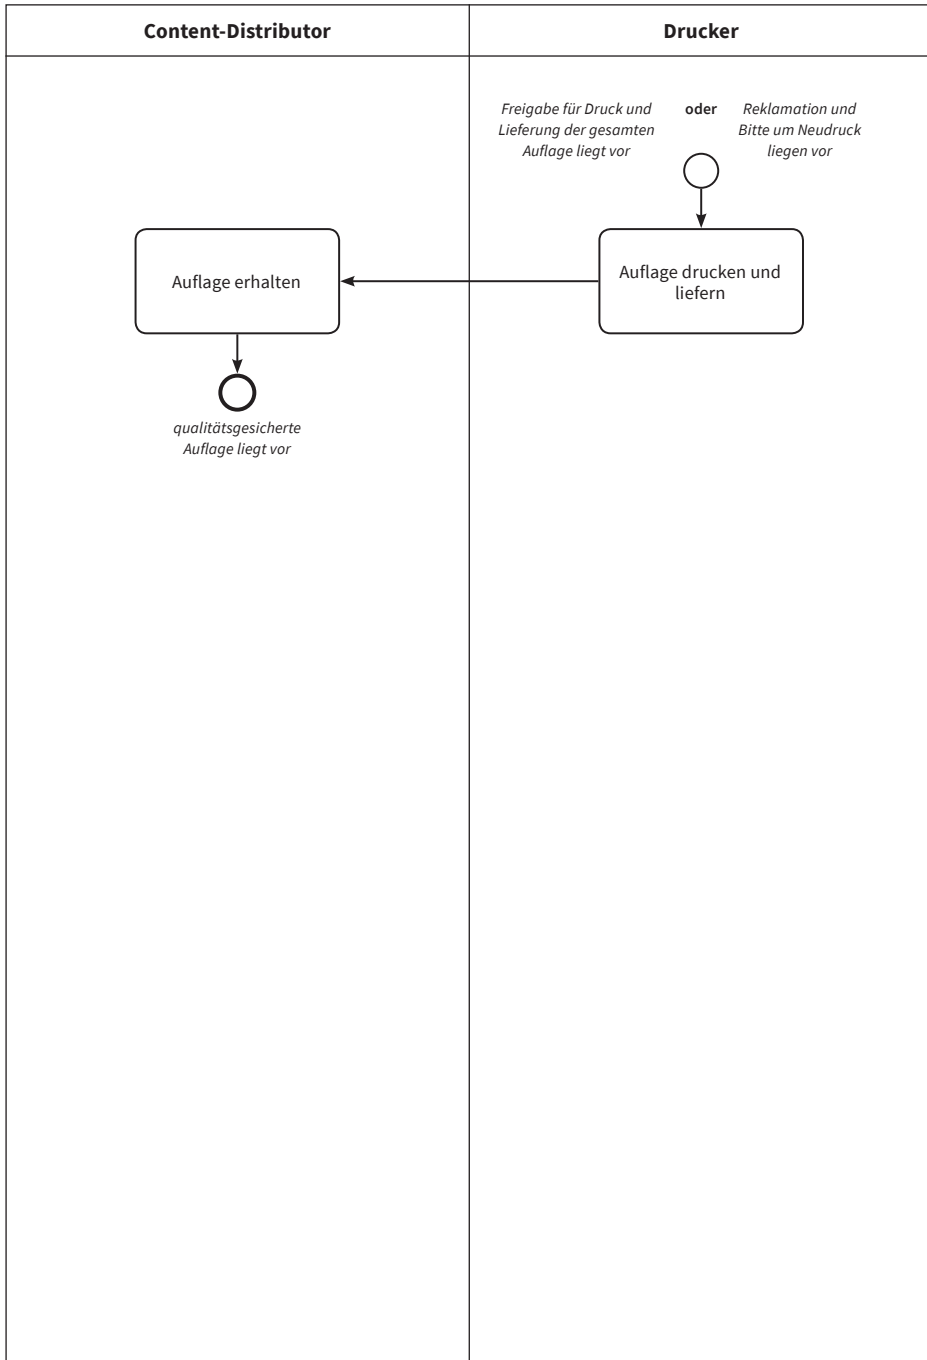 Content-Distributor
Drucker
Freigabe für Druck und
Lieferung der gesamten
Auflage liegt vor
oder
Reklamation und
Bitte um Neudruck
liegen vor
Auflage erhalten
Auflage drucken und
liefern
qualitätsgesicherte
Auflage liegt vor